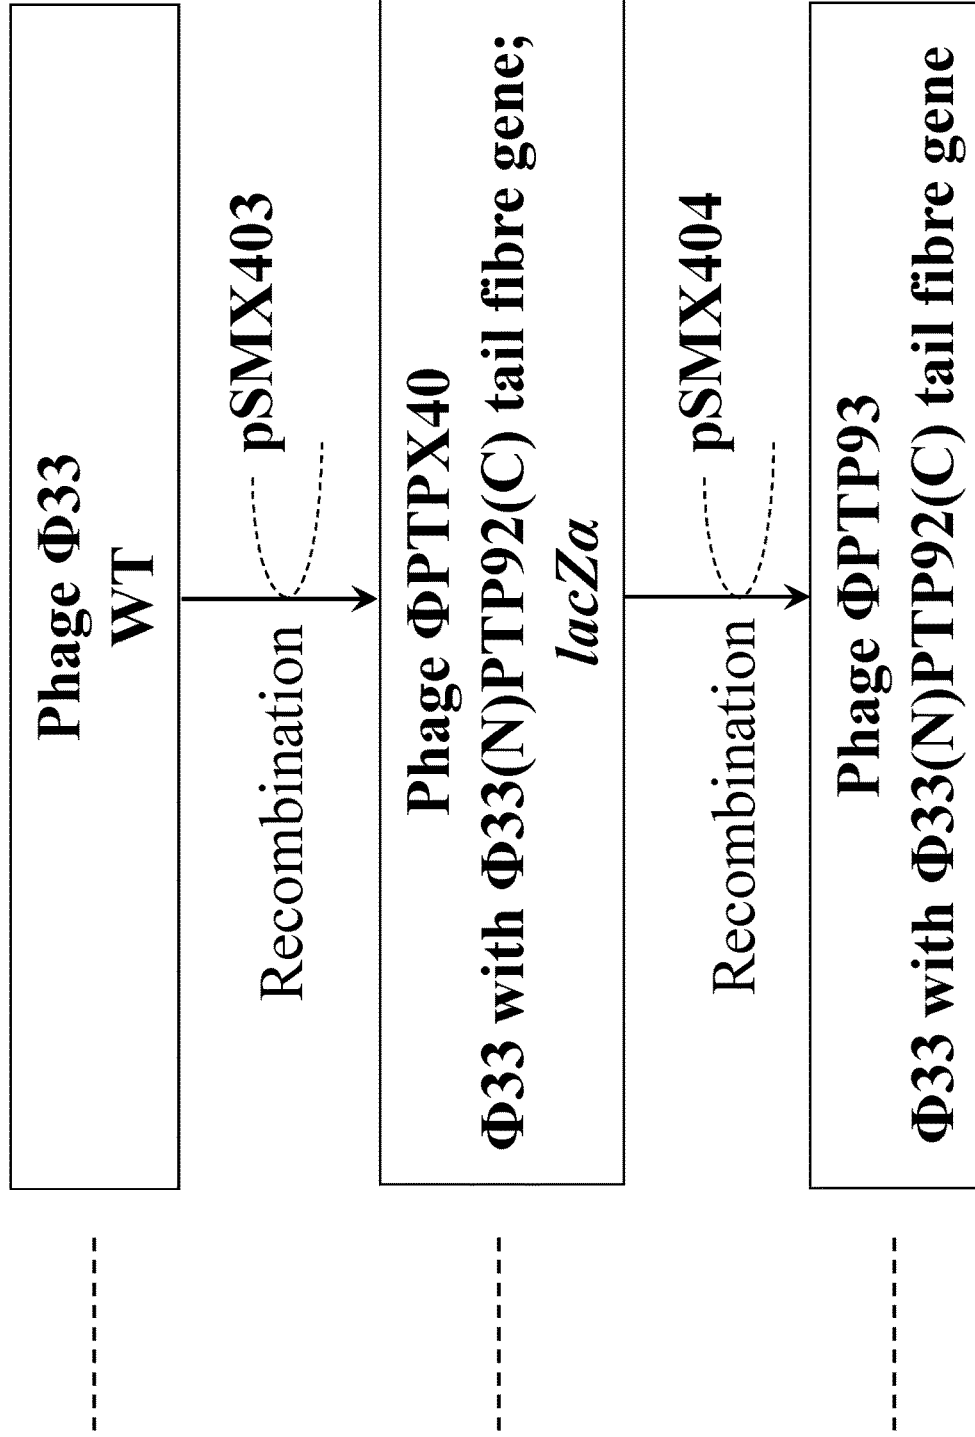 Phage Φ33
WT
Recombination
pSMX403
Phage ΦPTPX40
Φ33 with Φ33(N)PTP92(C) tail fibre gene;
lacZα
Recombination
pSMX404
Phage ΦPTP93
Φ33 with Φ33(N)PTP92(C) tail fibre gene